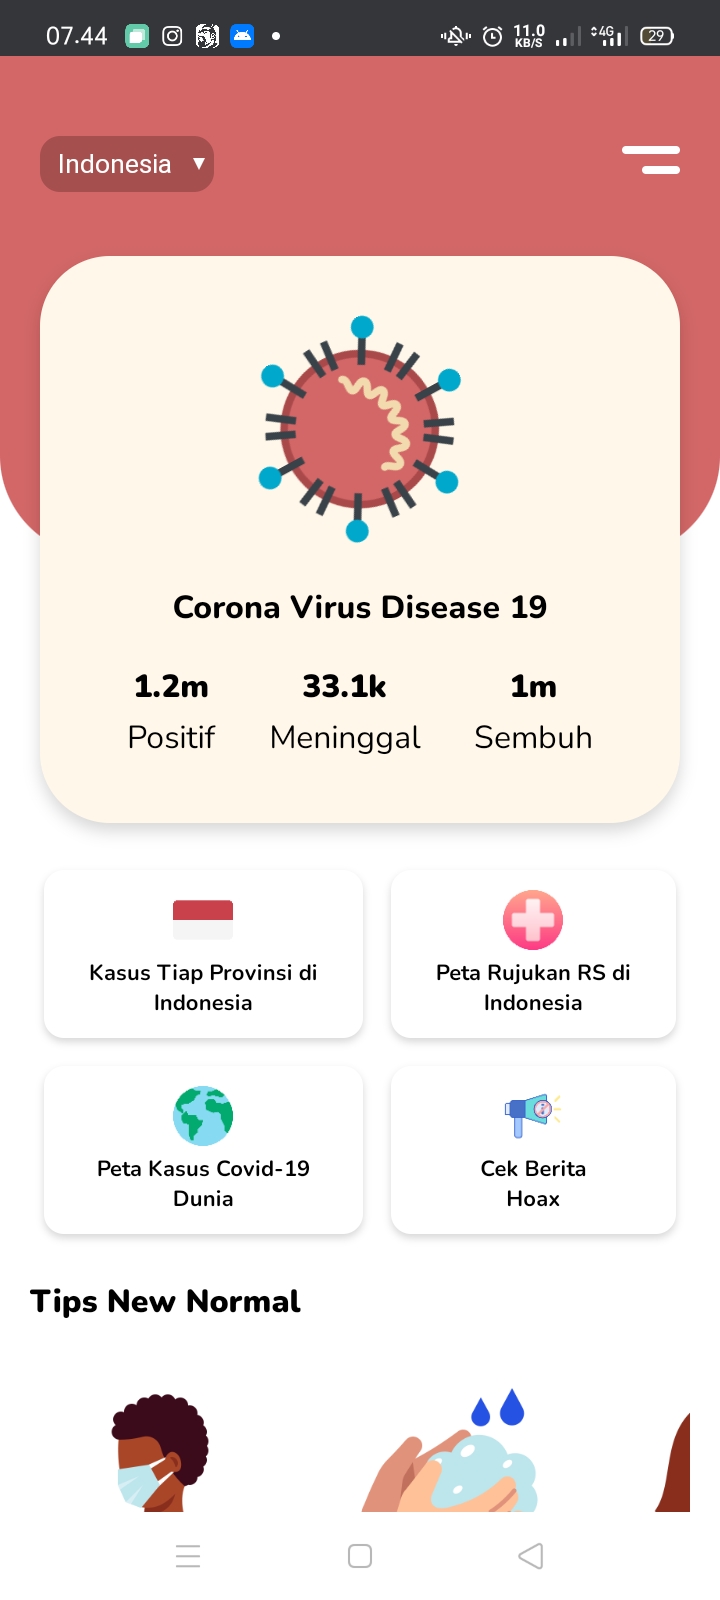 07.44
11.0
KB/S
4G
29
Indonesia ▼
Corona Virus Disease 19
1.2m 33.1k 1m
Positif Meninggal Sembuh
Kasus Tiap Provinsi di
Indonesia
Peta Rujukan RS di
Indonesia
Peta Kasus Covid-19
Dunia
Cek Berita
Hoax
Tips New Normal